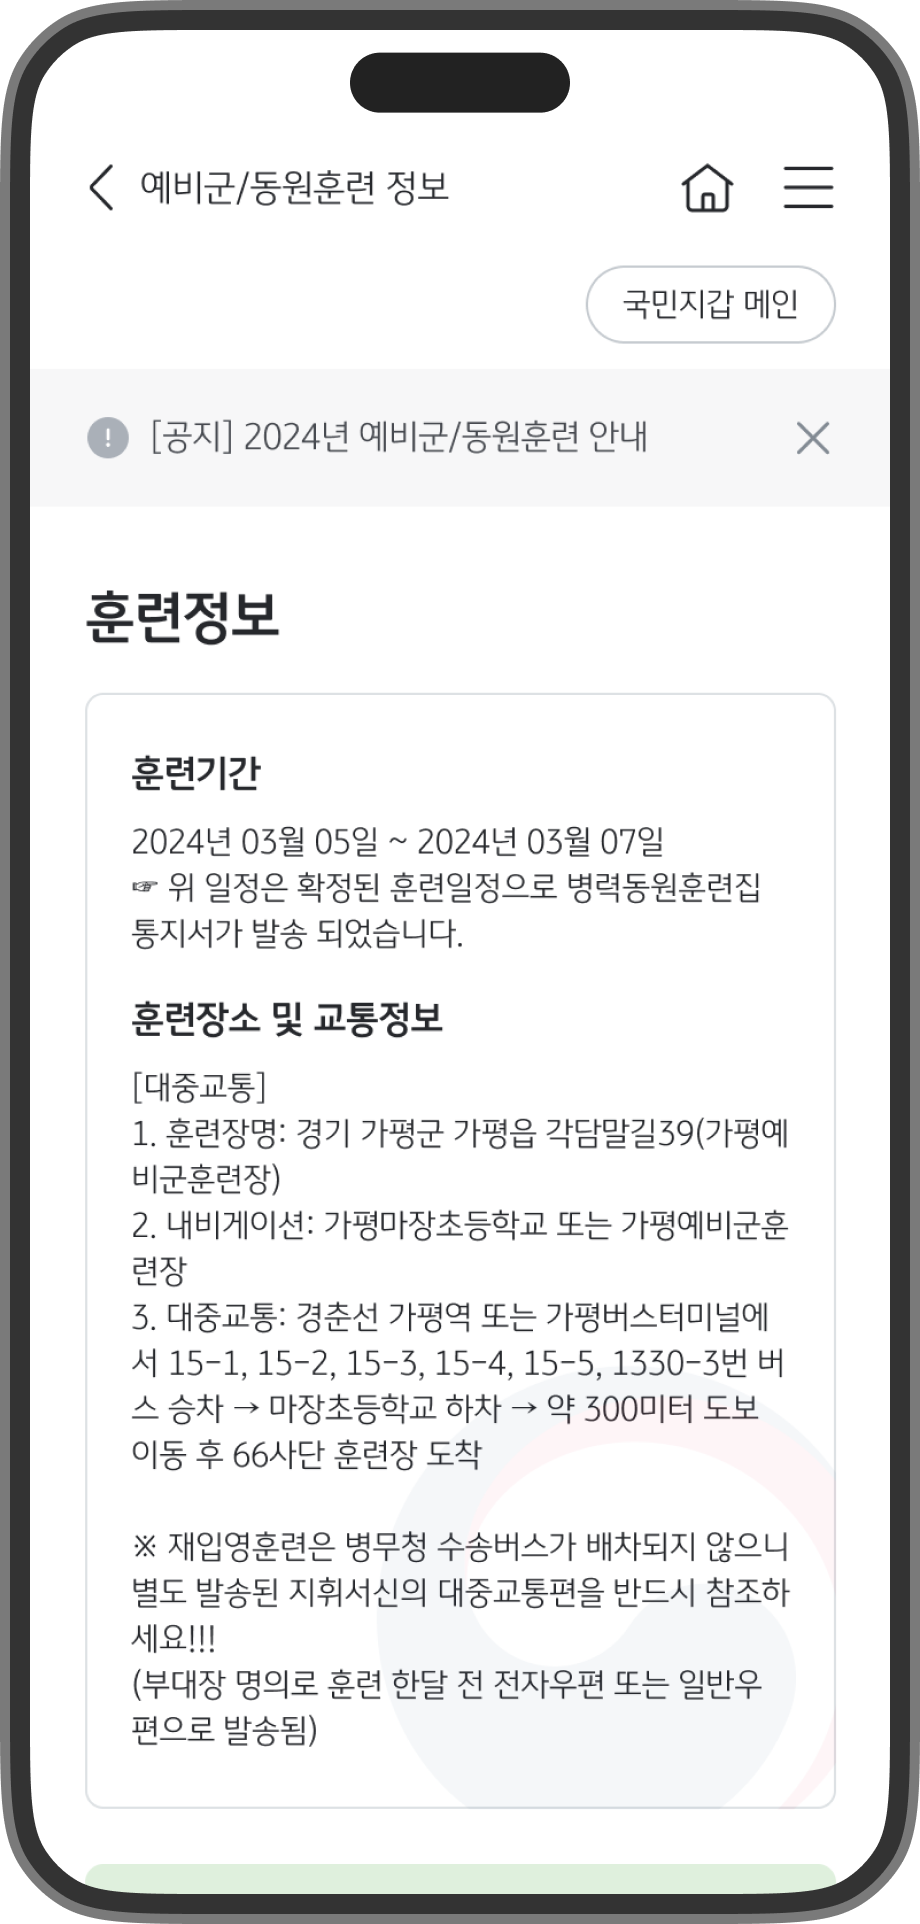 예비군/동원훈련 정보
국민지갑 메인
[공지] 2024년 예비군/동원훈련 안내
훈련정보
훈련기간
2024년 03월 05일 ~ 2024년 03월 07일
☞ 위 일정은 확정된 훈련일정으로 병력동원훈련집
통지서가 발송 되었습니다.
훈련장소 및 교통정보
[대중교통]
1. 훈련장명: 경기 가평군 가평읍 각담말길39(가평예
비군훈련장)
2. 내비게이션: 가평마장초등학교 또는 가평예비군훈
련장
3. 대중교통: 경춘선 가평역 또는 가평버스터미널에
서 15-1, 15-2, 15-3, 15-4, 15-5, 1330-3번 버
스 승차 → 마장초등학교 하차 → 약 300미터 도보
이동 후 66사단 훈련장 도착
※ 재입영훈련은 병무청 수송버스가 배차되지 않으니
별도 발송된 지휘서신의 대중교통편을 반드시 참조하
세요!!!
(부대장 명의로 훈련 한달 전 전자우편 또는 일반우
편으로 발송됨)